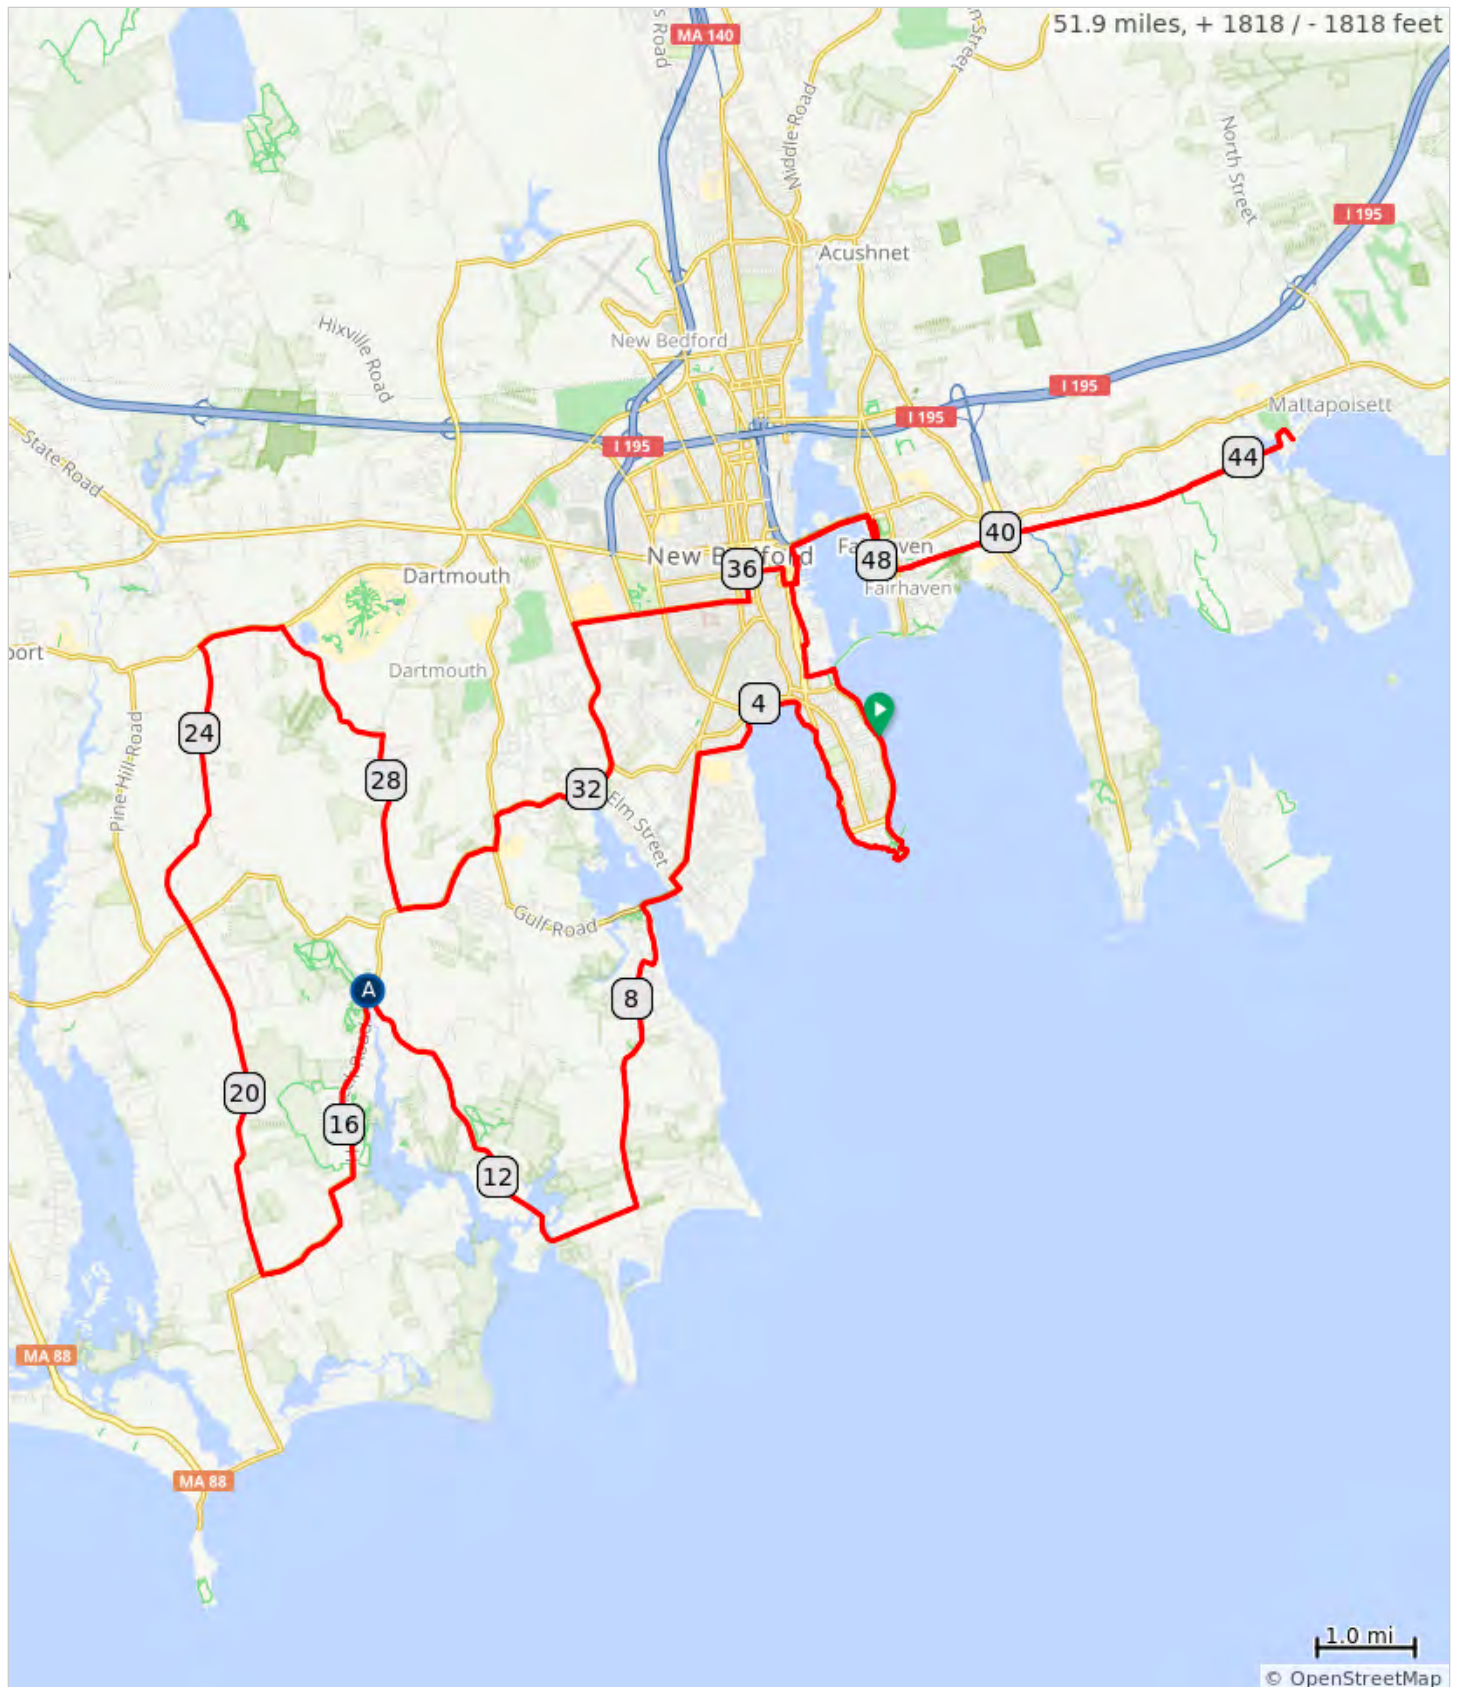 51.9 miles, + 1818 / - 1818 feet
MA 140
s Road
n Street
Middle Road
North Street
I 195
Acushnet
Hixville Road
New Bedford
I 195
Mattapoisett
I 195
I 195
State Road
44
40
New Bedford
Fairhaven
48
36
Fairhaven
Dartmouth
port
Dartmouth
4
24
Pine Hill Road
28
32
Elm Street
Gulf Road
A
8
20
16
12
MA 88
MA 88
1.0 mi
© OpenStreetMap